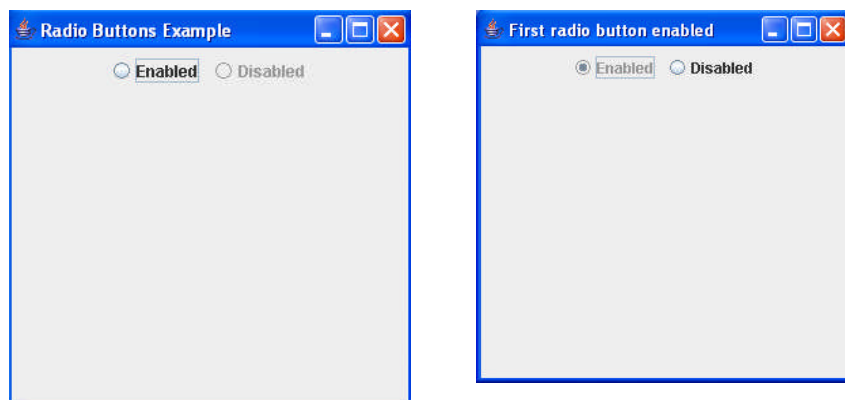 Radio Buttons Example
Enabled Disabled
First radio button enabled
Enabled Disabled